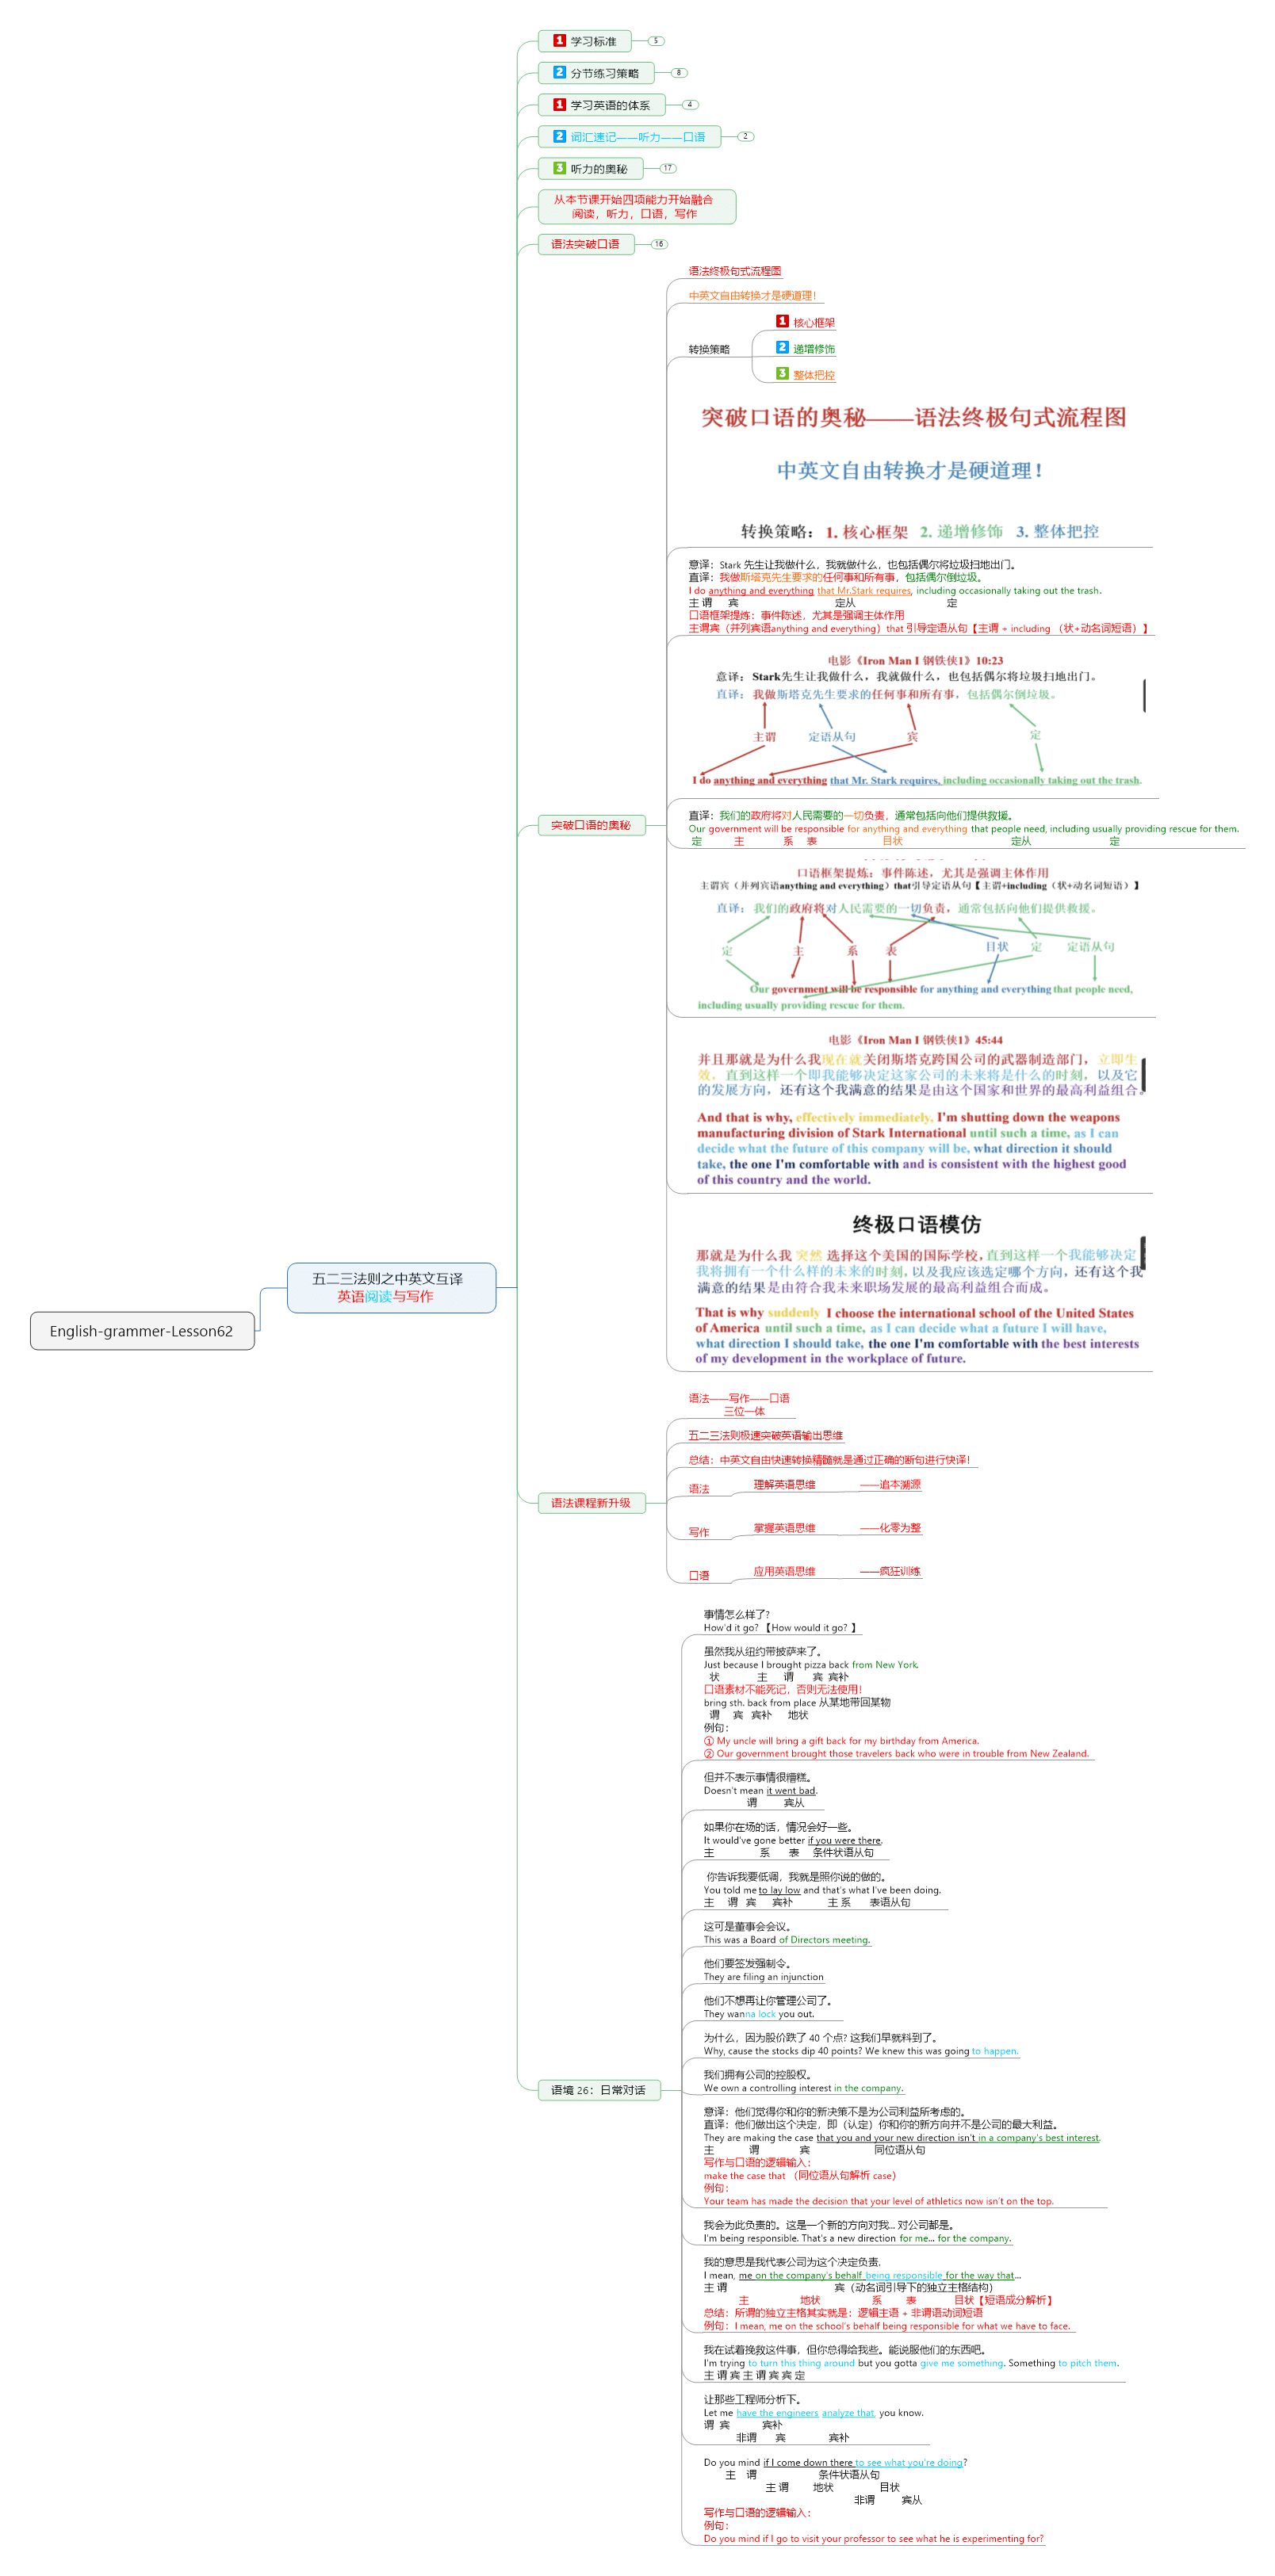 English-grammer-Lesson62
五二三法则之中英文互译
英语阅读与写作
1 学习标准 5
2 分节练习策略 8
1 学习英语的体系 4
2 词汇速记——听力——口语 2
3 听力的奥秘 17
从本节课开始四项能力开始融合
阅读，听力，口语，写作
语法突破口语 16
突破口语的奥秘
语法终极句式流程图
中英文自由转换才是硬道理！
转换策略
1 核心框架
2 递增修饰
3 整体把控
突破口语的奥秘——语法终极句式流程图
中英文自由转换才是硬道理！
转换策略：1. 核心框架 2. 递增修饰 3. 整体把控
意译：Stark 先生让我做什么，我就做什么，也包括偶尔将垃圾扫地出门。
直译：我做斯塔克先生要求的任何事和所有事，包括偶尔倒垃圾。
I do anything and everything that Mr.Stark requires, including occasionally taking out the trash.
主 谓 宾 定从 定
口语框架提炼：事件陈述，尤其是强调主体作用
主谓宾（并列宾语anything and everything）that 引导定语从句【主谓 + including （状+动名词短语）】
电影《Iron Man I 钢铁侠1》10:23
意译：Stark先生让我做什么，我就做什么，也包括偶尔将垃圾扫地出门。
直译：我做斯塔克先生要求的任何事和所有事，包括偶尔倒垃圾。
主谓 定语从句 宾 定
I do anything and everything that Mr. Stark requires, including occasionally taking out the trash.
直译：我们的政府将对人民需要的一切负责，通常包括向他们提供救援。
Our government will be responsible for anything and everything that people need, including usually providing rescue for them.
定 主 系 表 目状 定从 定
口语框架提炼：事件陈述，尤其是强调主体作用
主谓宾（并列宾语anything and everything）that引导定语从句【主谓+including（状+动名词短语）】
直译：我们的政府将对人民需要的一切负责，通常包括向他们提供救援。
定 主 系 表 目状 定 定语从句
Our government will be responsible for anything and everything that people need,
including usually providing rescue for them.
电影《Iron Man I 钢铁侠1》45:44
并且那就是为什么我现在就关闭斯塔克跨国公司的武器制造部门，立即生
效，直到这样一个即我能够决定这家公司的未来将是什么的时刻，以及它
的发展方向，还有这个我满意的结果是由这个国家和世界的最高利益组合。
And that is why, effectively immediately, I'm shutting down the weapons
manufacturing division of Stark International until such a time, as I can
decide what the future of this company will be, what direction it should
take, the one I'm comfortable with and is consistent with the highest good
of this country and the world.
终极口语模仿
那就是为什么我 突然 选择这个美国的国际学校，直到这样一个我能够决定
我将拥有一个什么样的未来的时刻，以及我应该选定哪个方向，还有这个我
满意的结果是由符合我未来职场发展的最高利益组合而成。
That is why suddenly I choose the international school of the United States
of America until such a time, as I can decide what a future I will have,
what direction I should take, the one I'm comfortable with the best interests
of my development in the workplace of future.
语法课程新升级
语法——写作——口语
三位一体
五二三法则极速突破英语输出思维
总结：中英文自由快速转换精髓就是通过正确的断句进行快译！
语法 理解英语思维 ——追本溯源
写作 掌握英语思维 ——化零为整
口语 应用英语思维 ——疯狂训练
语境 26：日常对话
事情怎么样了？
How'd it go? 【How would it go? 】
虽然我从纽约带披萨来了。
Just because I brought pizza back from New York.
状 主 谓 宾 宾补
口语素材不能死记，否则无法使用！
bring sth. back from place 从某地带回某物
谓 宾 宾补 地状
例句：
① My uncle will bring a gift back for my birthday from America.
② Our government brought those travelers back who were in trouble from New Zealand.
但并不表示事情很糟糕。
Doesn't mean it went bad.
谓 宾从
如果你在场的话，情况会好一些。
It would've gone better if you were there.
主 系 表 条件状语从句
你告诉我要低调，我就是照你说的做的。
You told me to lay low and that's what I've been doing.
主 谓 宾 宾补 主 系 表语从句
这可是董事会会议。
This was a Board of Directors meeting.
他们要签发强制令。
They are filing an injunction
他们不想再让你管理公司了。
They wanna lock you out.
为什么，因为股价跌了 40 个点? 这我们早就料到了。
Why, cause the stocks dip 40 points? We knew this was going to happen.
我们拥有公司的控股权。
We own a controlling interest in the company.
意译：他们觉得你和你的新决策不是为公司利益所考虑的。
直译：他们做出这个决定，即（认定）你和你的新方向并不是公司的最大利益。
They are making the case that you and your new direction isn't in a company's best interest.
主 谓 宾 同位语从句
写作与口语的逻辑输入：
make the case that （同位语从句解析 case）
例句：
Your team has made the decision that your level of athletics now isn't on the top.
我会为此负责的。这是一个新的方向对我... 对公司都是。
I'm being responsible. That's a new direction for me... for the company.
我的意思是我代表公司为这个决定负责.
I mean, me on the company's behalf being responsible for the way that...
主 谓 宾（动名词引导下的独立主格结构）
主 地状 系 表 目状【短语成分解析】
总结：所谓的独立主格其实就是：逻辑主语 + 非谓语动词短语
例句：I mean, me on the school's behalf being responsible for what we have to face.
我在试着挽救这件事，但你总得给我些。能说服他们的东西吧。
I'm trying to turn this thing around but you gotta give me something. Something to pitch them.
主 谓 宾 主 谓 宾 宾 定
让那些工程师分析下。
Let me have the engineers analyze that, you know.
谓 宾 宾补
非谓 宾 宾补
Do you mind if I come down there to see what you're doing?
主 谓 条件状语从句
主 谓 地状 目状
非谓 宾从
写作与口语的逻辑输入：
例句：
Do you mind if I go to visit your professor to see what he is experimenting for?